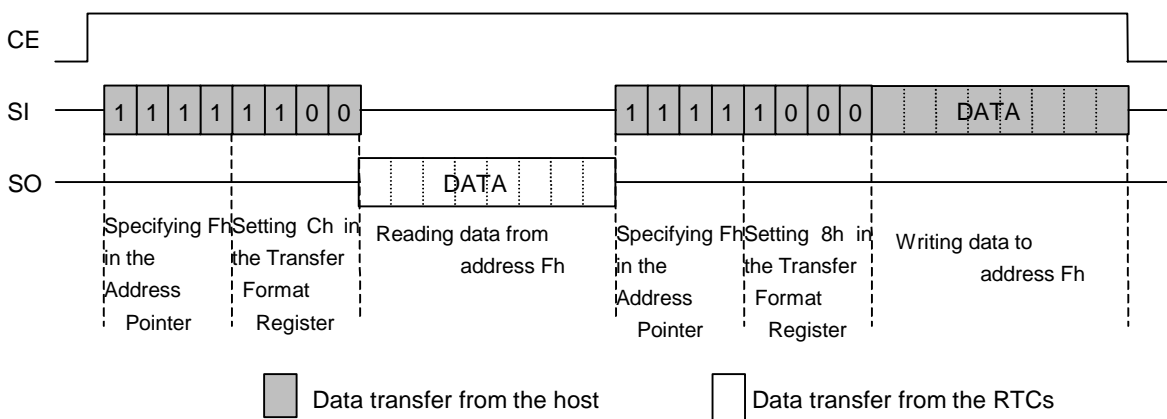 CE
SI 1 1 1 1 1 1 0 0 1 1 1 1 1 0 0 0 DATA
SO DATA
Specifying Fh in the Address Pointer
Setting Ch in the Transfer Format Register
Reading data from address Fh
Specifying Fh in the Address Pointer
Setting 8h in the Transfer Format Register
Writing data to address Fh
Data transfer from the host
Data transfer from the RTCs